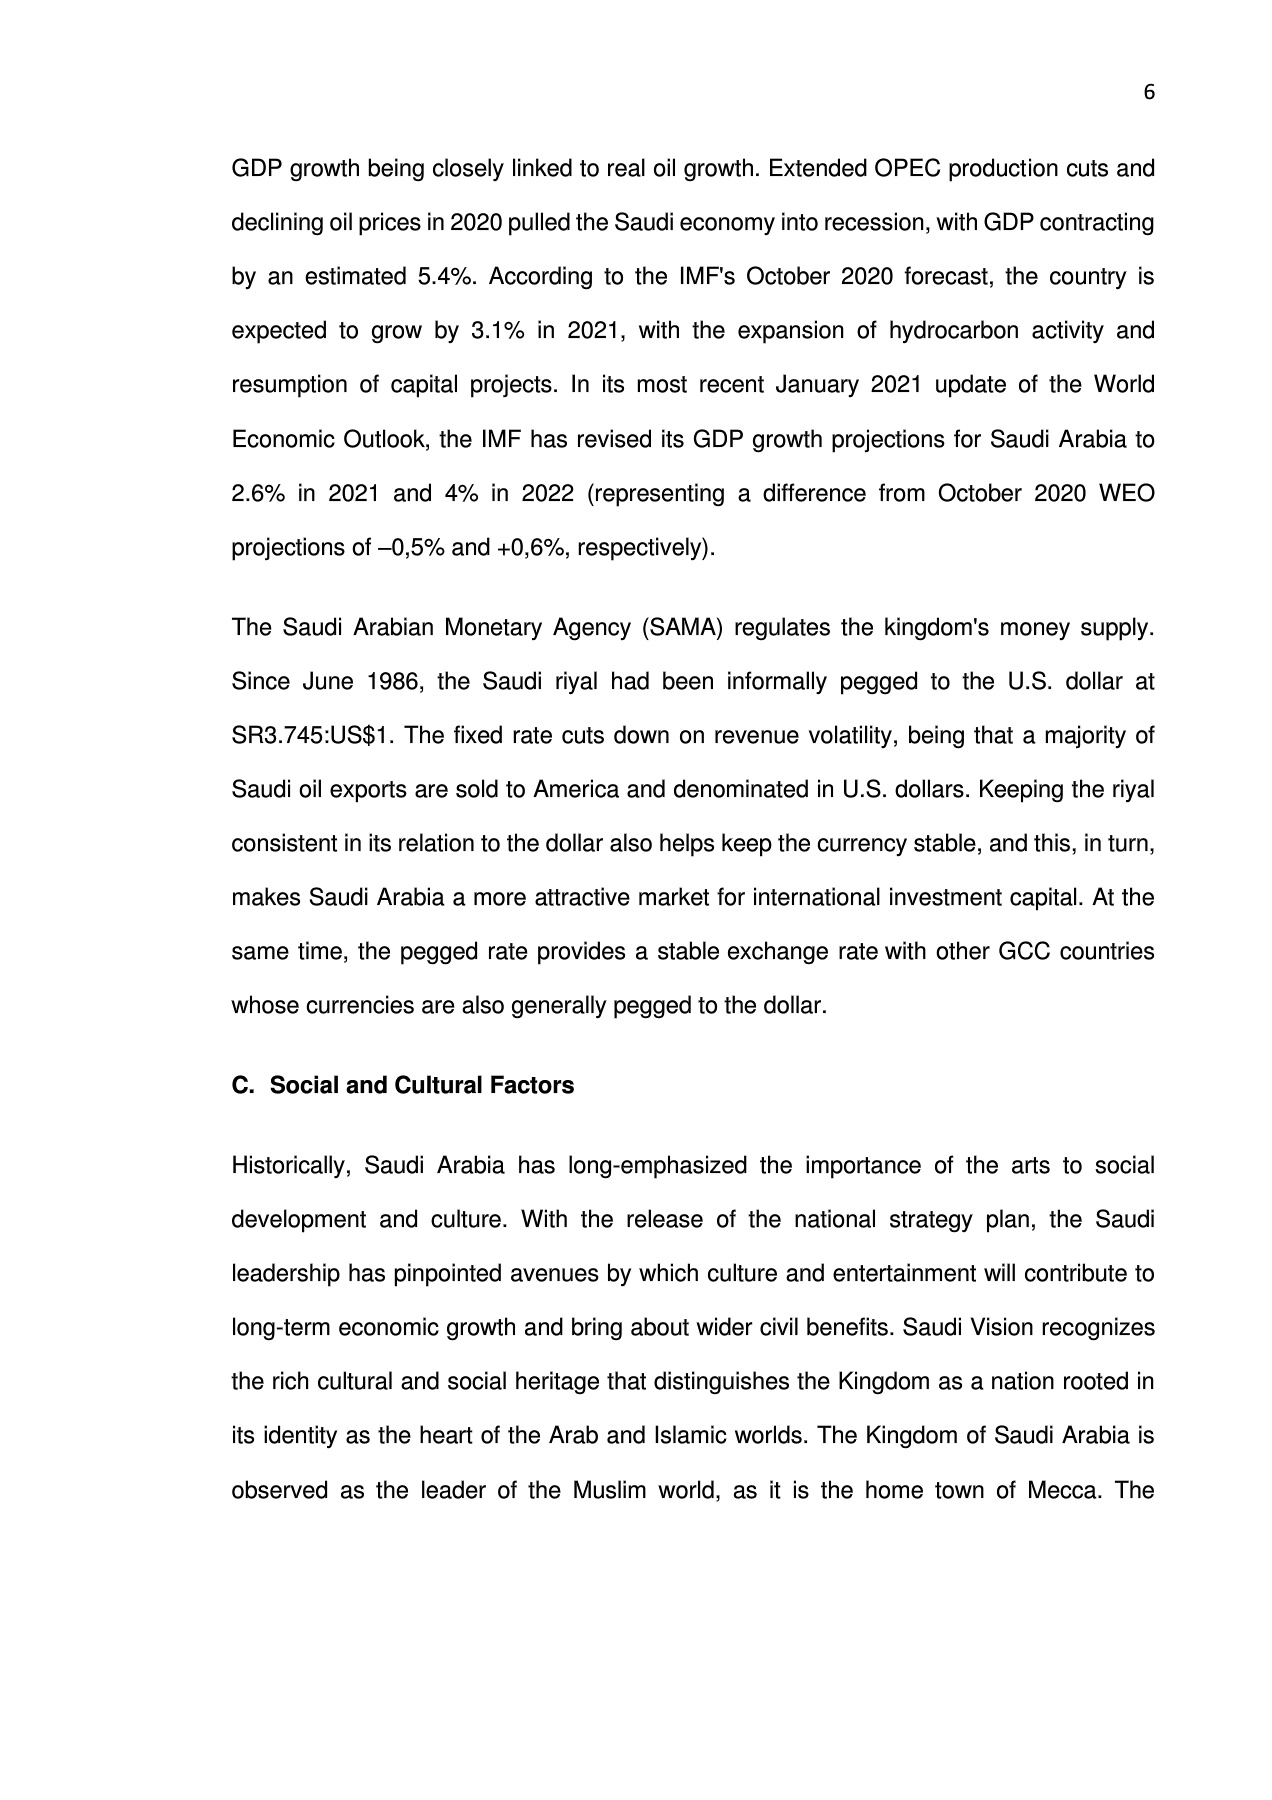 6
GDP growth being closely linked to real oil growth. Extended OPEC production cuts and
declining oil prices in 2020 pulled the Saudi economy into recession, with GDP contracting
by an estimated 5.4%. According to the IMF's October 2020 forecast, the country is
expected to grow by 3.1% in 2021, with the expansion of hydrocarbon activity and
resumption of capital projects. In its most recent January 2021 update of the World
Economic Outlook, the IMF has revised its GDP growth projections for Saudi Arabia to
2.6% in 2021 and 4% in 2022 (representing a difference from October 2020 WEO
projections of –0,5% and +0,6%, respectively).
The Saudi Arabian Monetary Agency (SAMA) regulates the kingdom's money supply.
Since June 1986, the Saudi riyal had been informally pegged to the U.S. dollar at
SR3.745:US$1. The fixed rate cuts down on revenue volatility, being that a majority of
Saudi oil exports are sold to America and denominated in U.S. dollars. Keeping the riyal
consistent in its relation to the dollar also helps keep the currency stable, and this, in turn,
makes Saudi Arabia a more attractive market for international investment capital. At the
same time, the pegged rate provides a stable exchange rate with other GCC countries
whose currencies are also generally pegged to the dollar.
C. Social and Cultural Factors
Historically, Saudi Arabia has long-emphasized the importance of the arts to social
development and culture. With the release of the national strategy plan, the Saudi
leadership has pinpointed avenues by which culture and entertainment will contribute to
long-term economic growth and bring about wider civil benefits. Saudi Vision recognizes
the rich cultural and social heritage that distinguishes the Kingdom as a nation rooted in
its identity as the heart of the Arab and Islamic worlds. The Kingdom of Saudi Arabia is
observed as the leader of the Muslim world, as it is the home town of Mecca. The